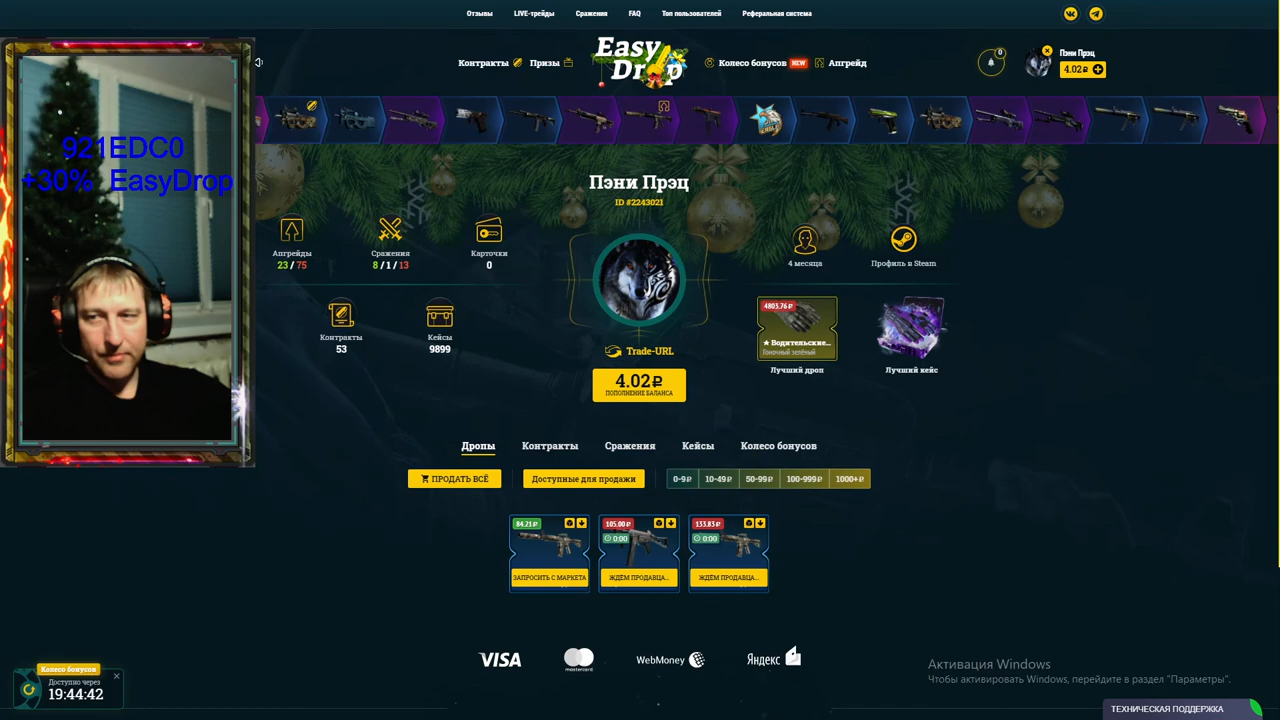 Отзывы
LIVE-трейды
Сражения
FAQ
Топ пользователей
Реферальная система
Контракты
Призы
Easy Drop
Колесо бонусов NEW
Апгрейд
0
Пэни Прэц
4.02₽
921EDC0
+30% EasyDrop
Пэни Прэц
ID #2243021
Апгрейды
23 / 75
Сражения
8 / 1 / 13
Карточки
0
Контракты
53
Кейсы
9899
Trade-URL
4.02₽
ПОПОЛНЕНИЕ БАЛАНСА
4 месяца
Профиль в Steam
4803.76 ₽
★ Водительские...
Гоночный зелёный
Лучший дроп
Лучший кейс
Дропы
Контракты
Сражения
Кейсы
Колесо бонусов
ПРОДАТЬ ВСЁ
Доступные для продажи
0-9₽
10-49₽
50-99₽
100-999₽
1000+₽
84.21₽
ЗАПРОСИТЬ С МАРКЕТА
105.00₽
0:00
ЖДЁМ ПРОДАВЦА...
133.83₽
0:00
ЖДЁМ ПРОДАВЦА...
VISA
mastercard
WebMoney
Яндекс
Колесо бонусов
Доступно через
19:44:42
Активация Windows
Чтобы активировать Windows, перейдите в раздел "Параметры".
ТЕХНИЧЕСКАЯ ПОДДЕРЖКА